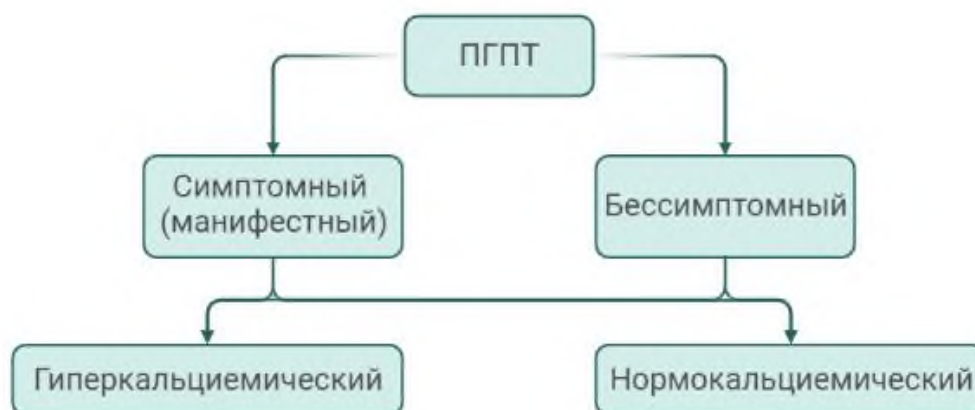 ПГПТ
Симптомный
(манифестный)
Бессимптомный
Гиперкальциемический
Нормокальциемический